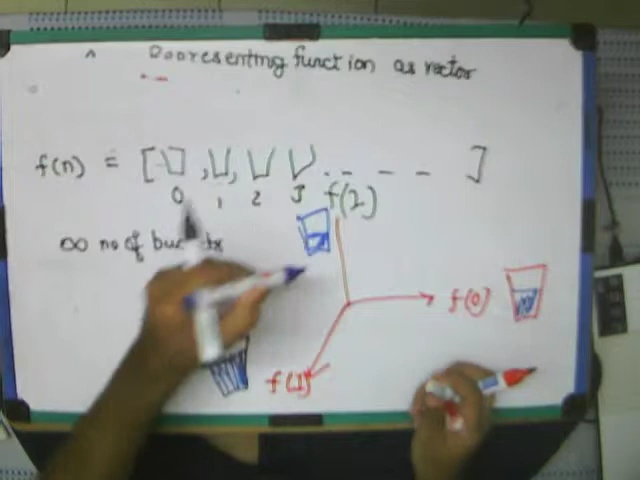 Representing function as vector
f(n) = [ , , . - - - ]
0 1 2 3 f(2)
∞ no of buckets
f(0)
f(1)